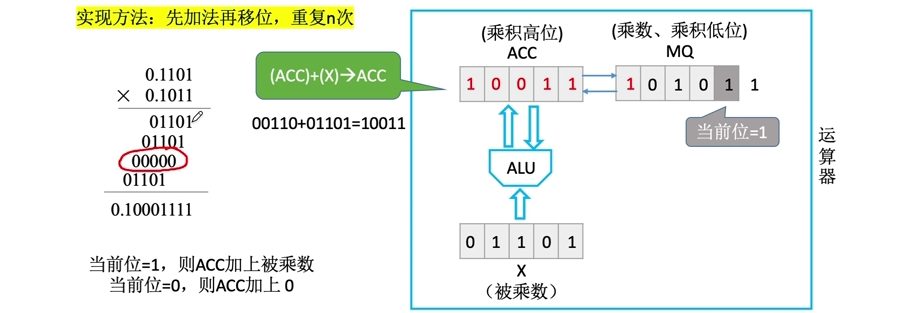 实现方法：先加法再移位，重复n次
0.1101
× 0.1011
01101
01101
00000
01101
0.10001111
当前位=1，则ACC加上被乘数
当前位=0，则ACC加上 0
(ACC)+(X)→ACC
00110+01101=10011
(乘积高位)
ACC
1 0 0 1 1
(乘数、乘积低位)
MQ
1 0 1 0 1 1
当前位=1
ALU
0 1 1 0 1
X
（被乘数）
运算器